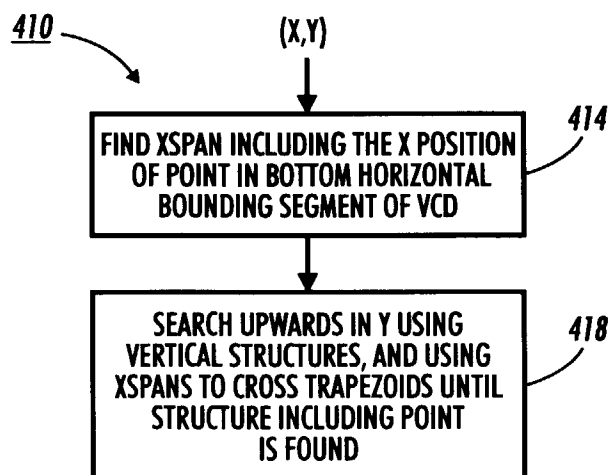 410
(X,Y)
FIND XSPAN INCLUDING THE X POSITION
OF POINT IN BOTTOM HORIZONTAL
BOUNDING SEGMENT OF VCD
414
SEARCH UPWARDS IN Y USING
VERTICAL STRUCTURES, AND USING
XSPANS TO CROSS TRAPEZOIDS UNTIL
STRUCTURE INCLUDING POINT
IS FOUND
418